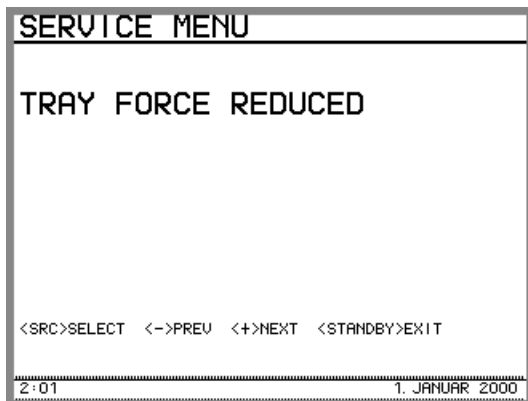 SERVICE MENU
TRAY FORCE REDUCED
<SRC>SELECT <->PREV <+>NEXT <STANDBY>EXIT
2:01 1. JANUAR 2000